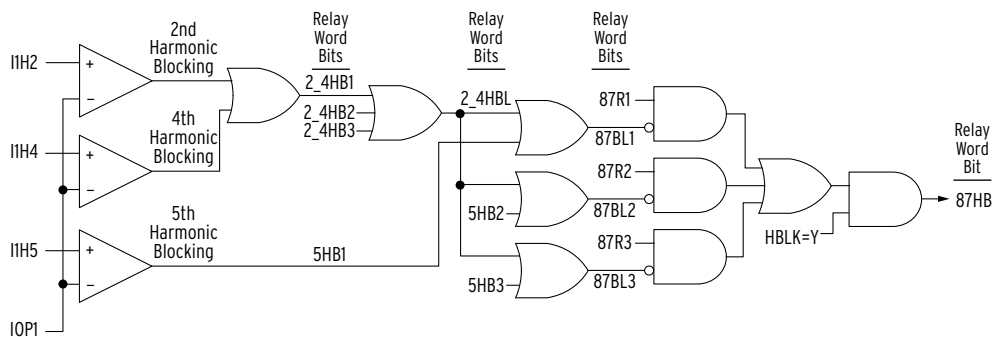 2nd
Harmonic
Blocking
Relay
Word
Bits
Relay
Word
Bits
Relay
Word
Bits
I1H2
+
−
2_4HB1
2_4HB2
2_4HB3
2_4HBL
87R1
87BL1
4th
Harmonic
Blocking
I1H4
+
−
87R2
5HB2
87BL2
Relay
Word
Bit
87HB
HBLK=Y
5th
Harmonic
Blocking
I1H5
+
−
5HB1
87R3
5HB3
87BL3
IOP1